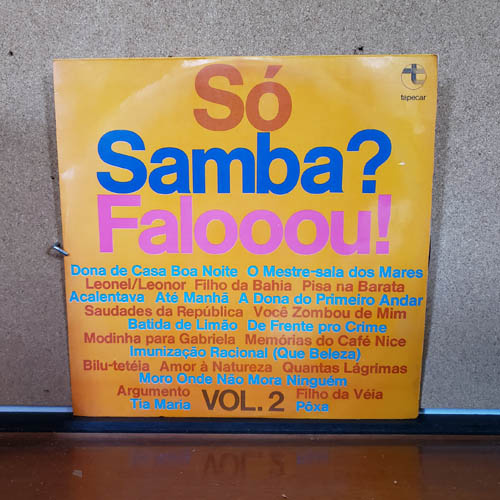 tapecar
Só
Samba?
Falooou!
Dona de Casa Boa Noite O Mestre-sala dos Mares
Leonel/Leonor Filho da Bahia Pisa na Barata
Acalentava Até Manhã A Dona do Primeiro Andar
Saudades da República Você Zombou de Mim
Batida de Limão De Frente pro Crime
Modinha para Gabriela Memórias do Café Nice
Imunização Racional (Que Beleza)
Bilu-tetéia Amor à Natureza Quantas Lágrimas
Moro Onde Não Mora Ninguém
Argumento Filho da Véia
Tia Maria VOL. 2 Pôxa